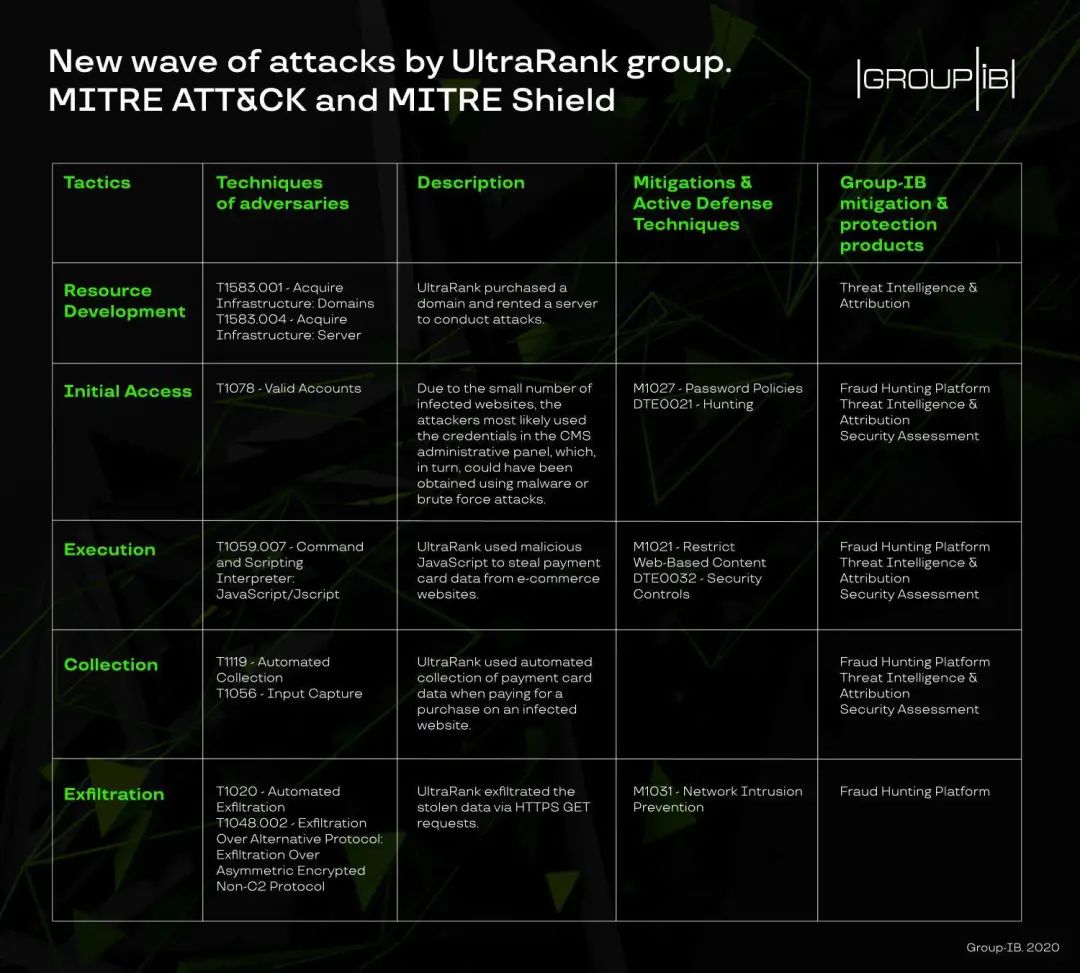 New wave of attacks by UltraRank group.
MITRE ATT&CK and MITRE Shield
GROUP|iB
Tactics
Techniques
of adversaries
Description
Mitigations &
Active Defense
Techniques
Group-IB
mitigation &
protection
products
Resource
Development
T1583.001 - Acquire
Infrastructure: Domains
T1583.004 - Acquire
Infrastructure: Server
UltraRank purchased a
domain and rented a server
to conduct attacks.
Threat Intelligence &
Attribution
Initial Access
T1078 - Valid Accounts
Due to the small number of
infected websites, the
attackers most likely used
the credentials in the CMS
administrative panel, which,
in turn, could have been
obtained using malware or
brute force attacks.
M1027 - Password Policies
DTE0021 - Hunting
Fraud Hunting Platform
Threat Intelligence &
Attribution
Security Assessment
Execution
T1059.007 - Command
and Scripting
Interpreter:
JavaScript/Jscript
UltraRank used malicious
JavaScript to steal payment
card data from e-commerce
websites.
M1021 - Restrict
Web-Based Content
DTE0032 - Security
Controls
Fraud Hunting Platform
Threat Intelligence &
Attribution
Security Assessment
Collection
T1119 - Automated
Collection
T1056 - Input Capture
UltraRank used automated
collection of payment card
data when paying for a
purchase on an infected
website.
Fraud Hunting Platform
Threat Intelligence &
Attribution
Security Assessment
Exfiltration
T1020 - Automated
Exfiltration
T1048.002 - Exfiltration
Over Alternative Protocol:
Exfiltration Over
Asymmetric Encrypted
Non-C2 Protocol
UltraRank exfiltrated the
stolen data via HTTPS GET
requests.
M1031 - Network Intrusion
Prevention
Fraud Hunting Platform
Group-IB. 2020